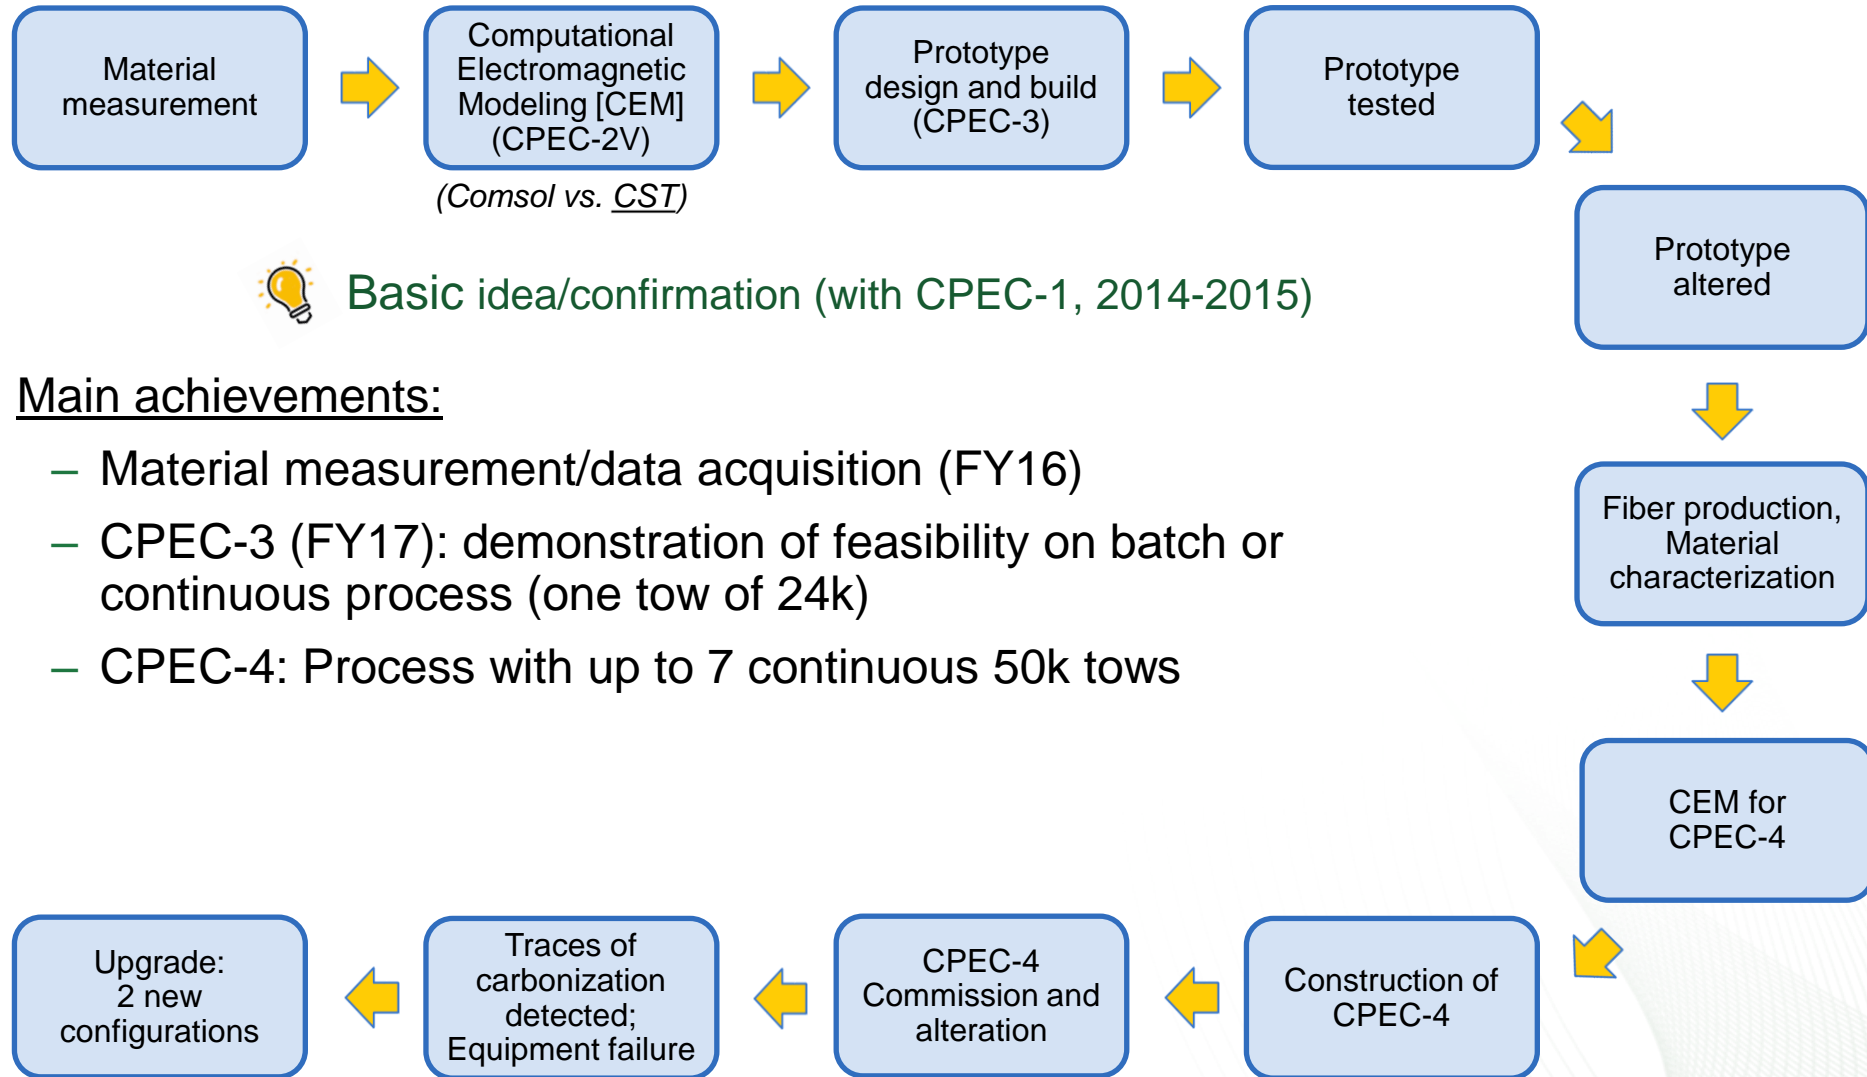 Material
measurement
Computational
Electromagnetic
Modeling [CEM]
(CPEC-2V)
(Comsol vs. CST)
Prototype
design and build
(CPEC-3)
Prototype
tested
Prototype
altered
Basic idea/confirmation (with CPEC-1, 2014-2015)
Main achievements:
– Material measurement/data acquisition (FY16)
– CPEC-3 (FY17): demonstration of feasibility on batch or
continuous process (one tow of 24k)
– CPEC-4: Process with up to 7 continuous 50k tows
Fiber production,
Material
characterization
CEM for
CPEC-4
Construction of
CPEC-4
CPEC-4
Commission and
alteration
Traces of
carbonization
detected;
Equipment failure
Upgrade:
2 new
configurations